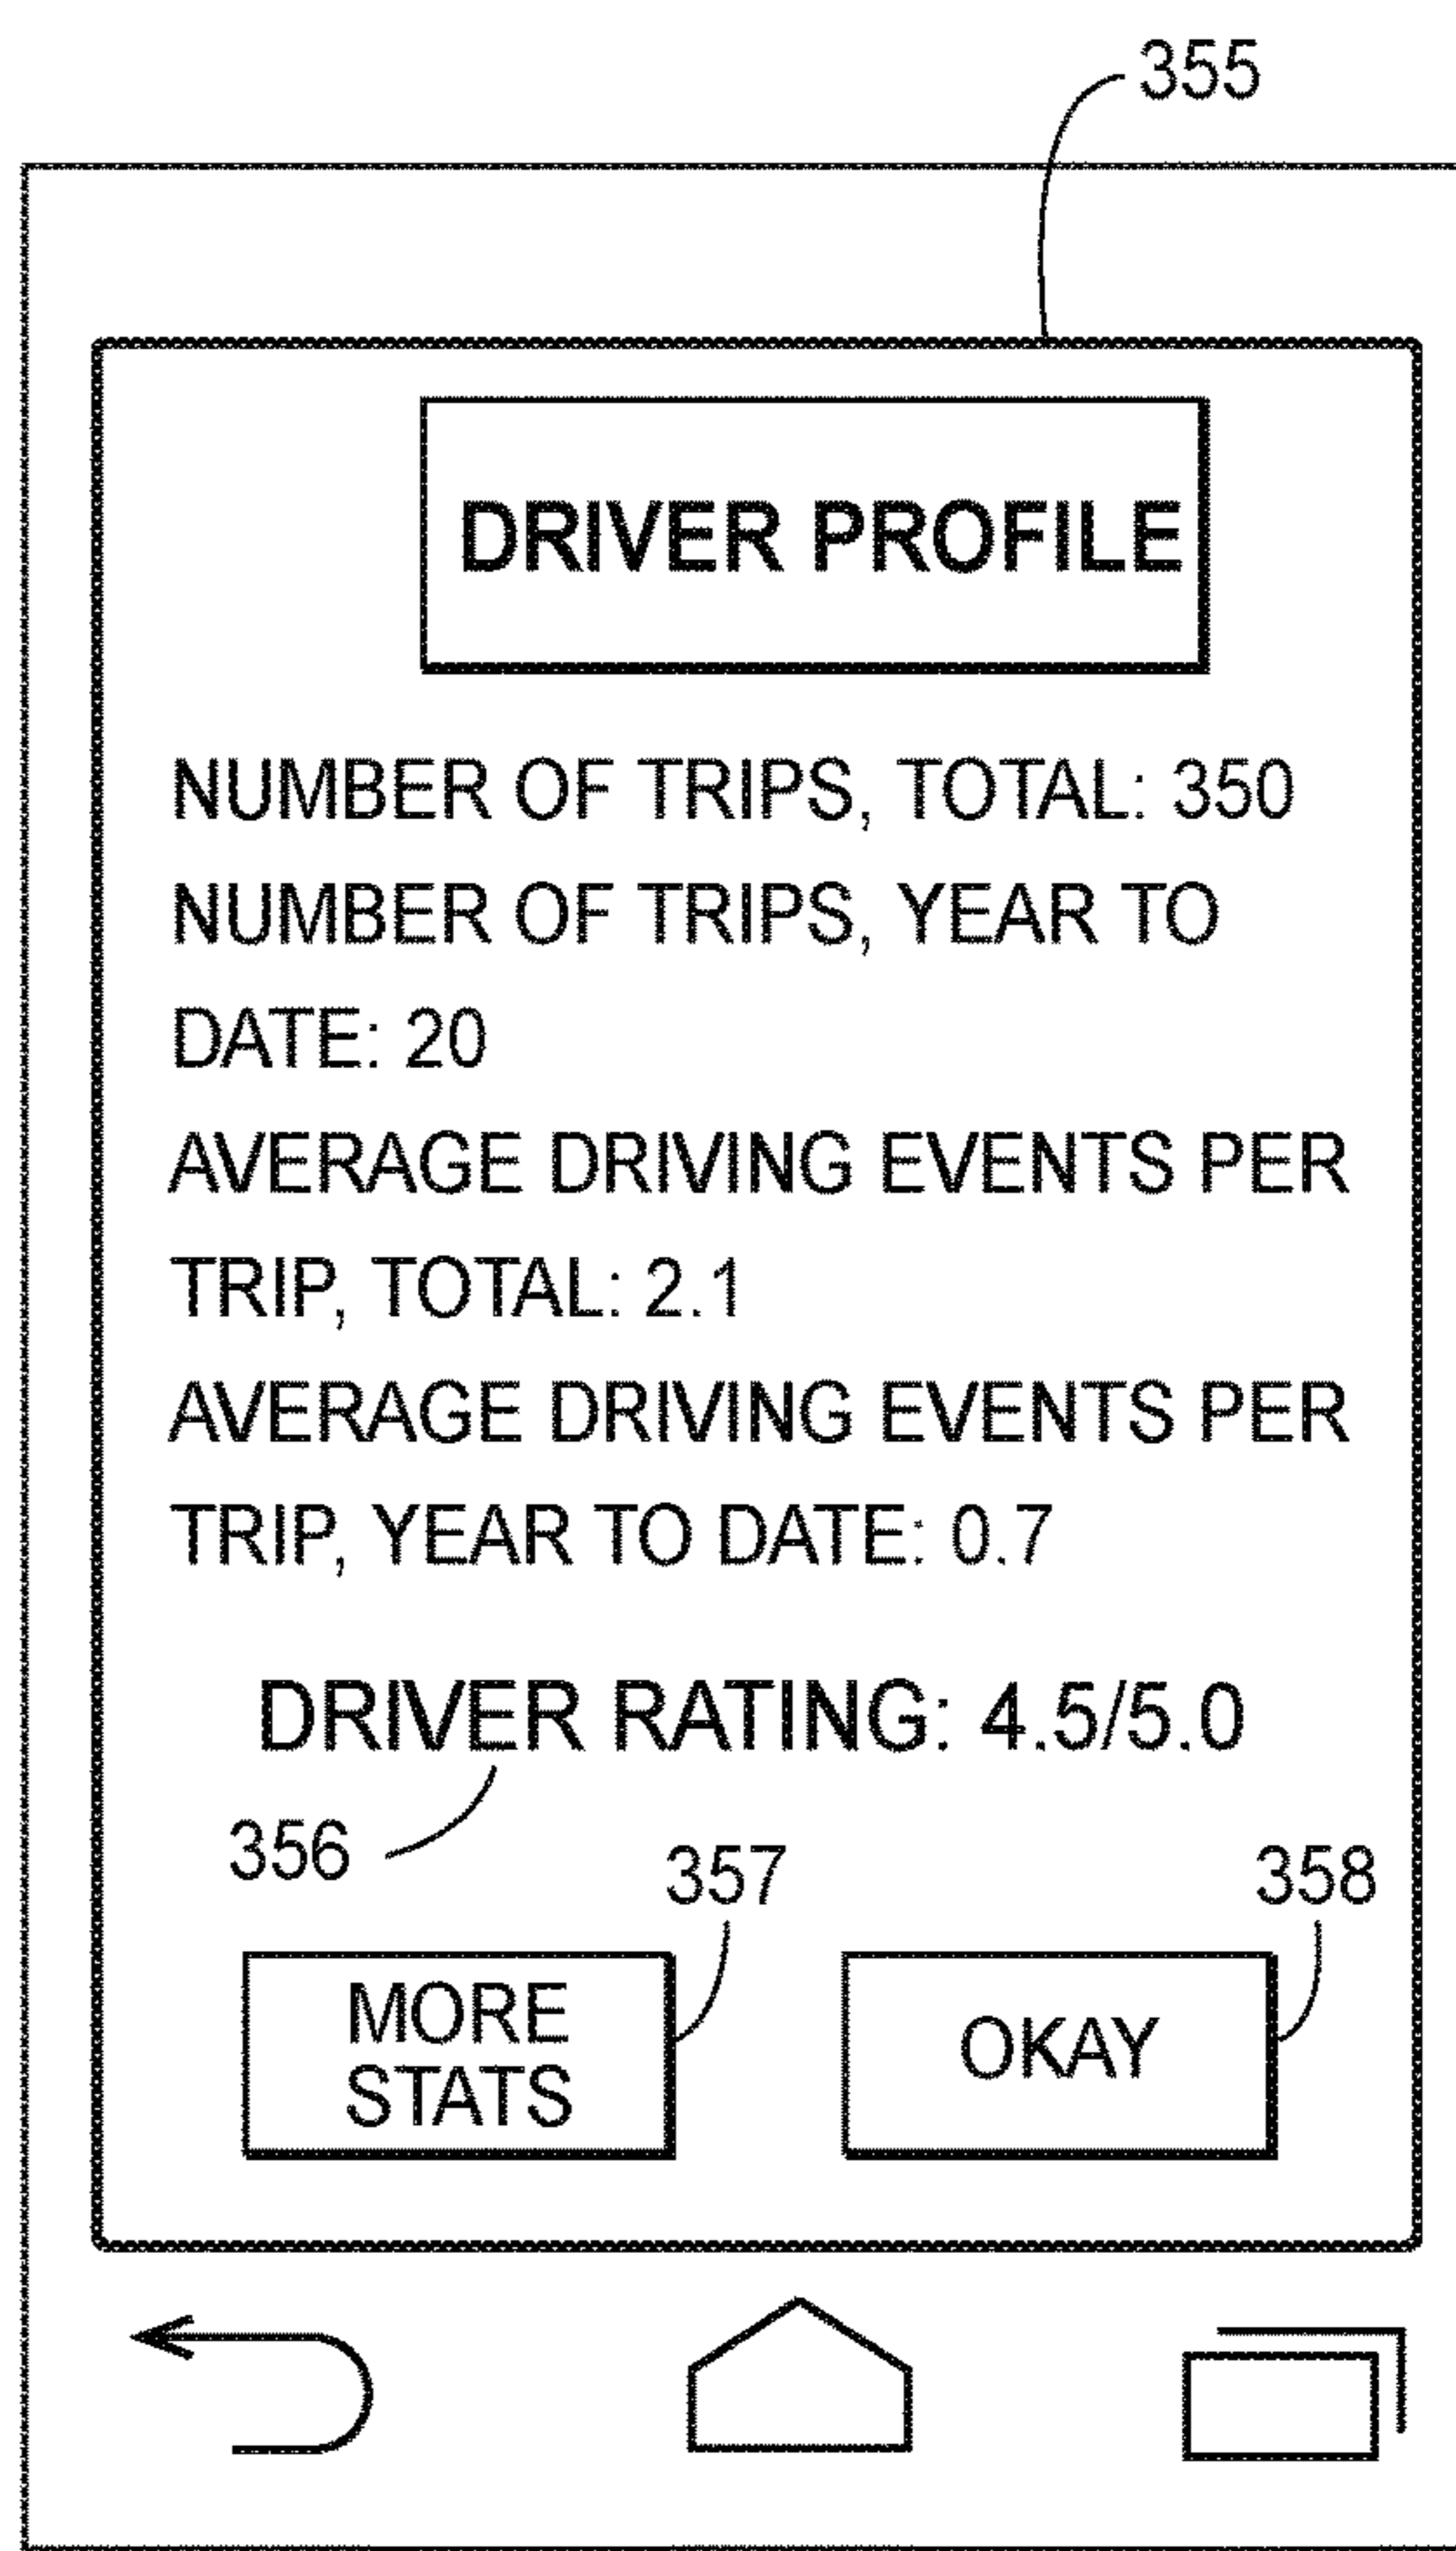 355
DRIVER PROFILE
NUMBER OF TRIPS, TOTAL: 350
NUMBER OF TRIPS, YEAR TO
DATE: 20
AVERAGE DRIVING EVENTS PER
TRIP, TOTAL: 2.1
AVERAGE DRIVING EVENTS PER
TRIP, YEAR TO DATE: 0.7
DRIVER RATING: 4.5/5.0
356
357
358
MORE
STATS
OKAY